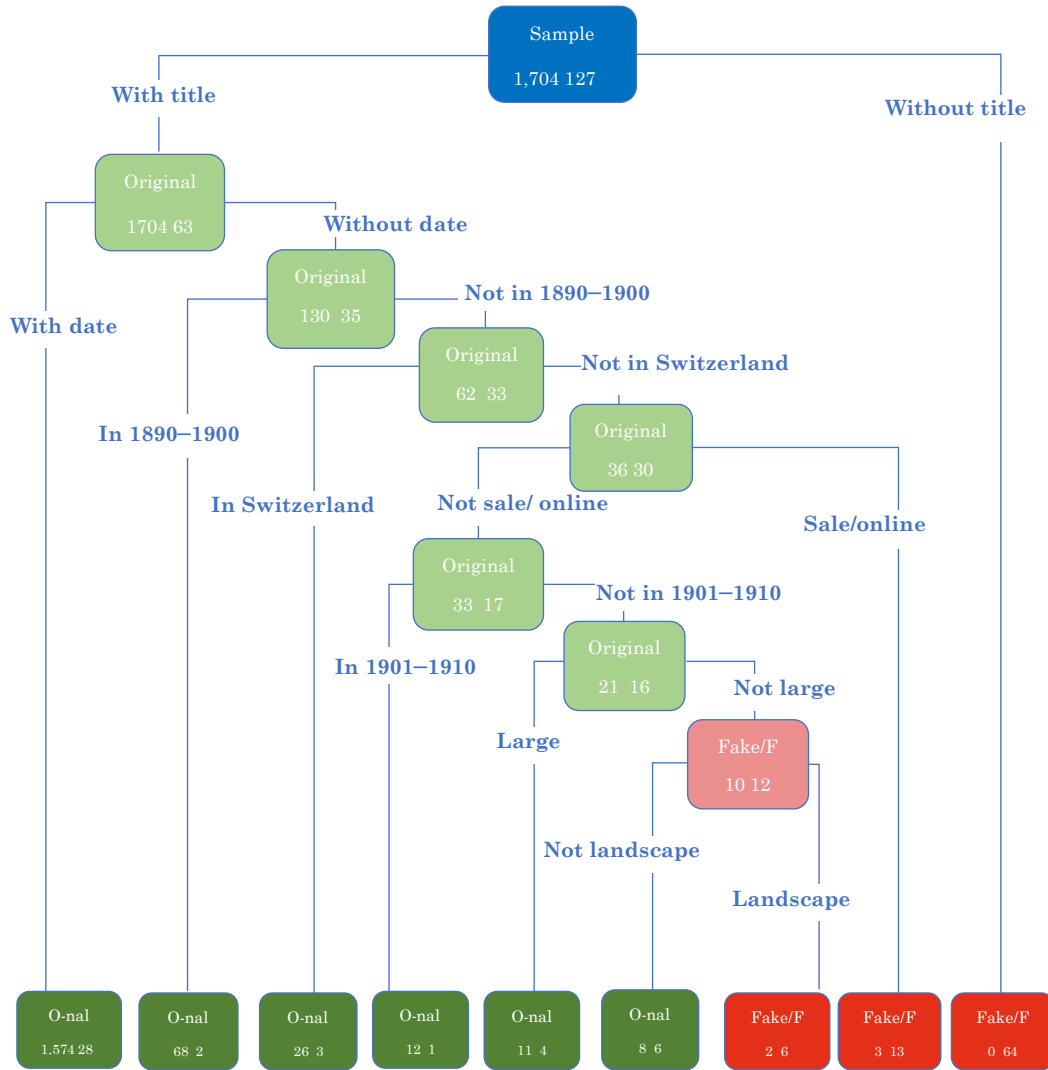 Sample
1,704 127
With title
Without title
Original
1704 63
Without date
Original
130 35
Not in 1890–1900
With date
Original
62 33
Not in Switzerland
In 1890–1900
Original
36 30
In Switzerland
Not sale/ online
Sale/online
Original
33 17
Not in 1901–1910
In 1901–1910
Original
21 16
Not large
Large
Fake/F
10 12
Not landscape
Landscape
O-nal
1.574 28
O-nal
68 2
O-nal
26 3
O-nal
12 1
O-nal
11 4
O-nal
8 6
Fake/F
2 6
Fake/F
3 13
Fake/F
0 64